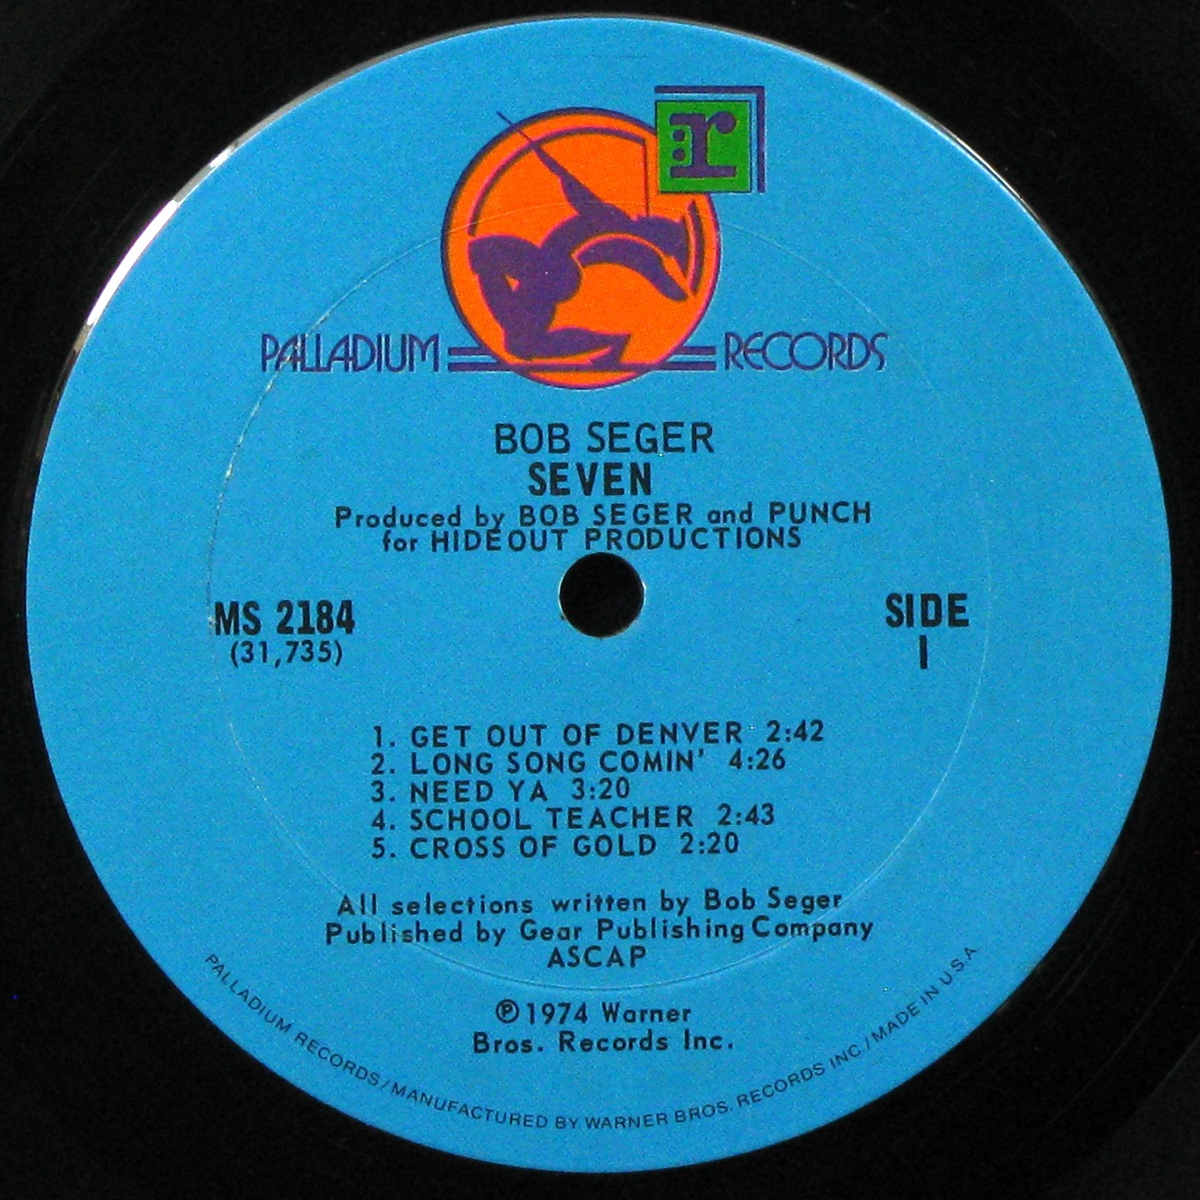 :r
PALLADIUM RECORDS
BOB SEGER
SEVEN
Produced by BOB SEGER and PUNCH
for HIDEOUT PRODUCTIONS
MS 2184
(31,735)
SIDE
1
1. GET OUT OF DENVER 2:42
2. LONG SONG COMIN' 4:26
3. NEED YA 3:20
4. SCHOOL TEACHER 2:43
5. CROSS OF GOLD 2:20
All selections written by Bob Seger
Published by Gear Publishing Company
ASCAP
℗1974 Warner
Bros. Records Inc.
PALLADIUM RECORDS/MANUFACTURED BY WARNER BROS. RECORDS INC./MADE IN U.S.A